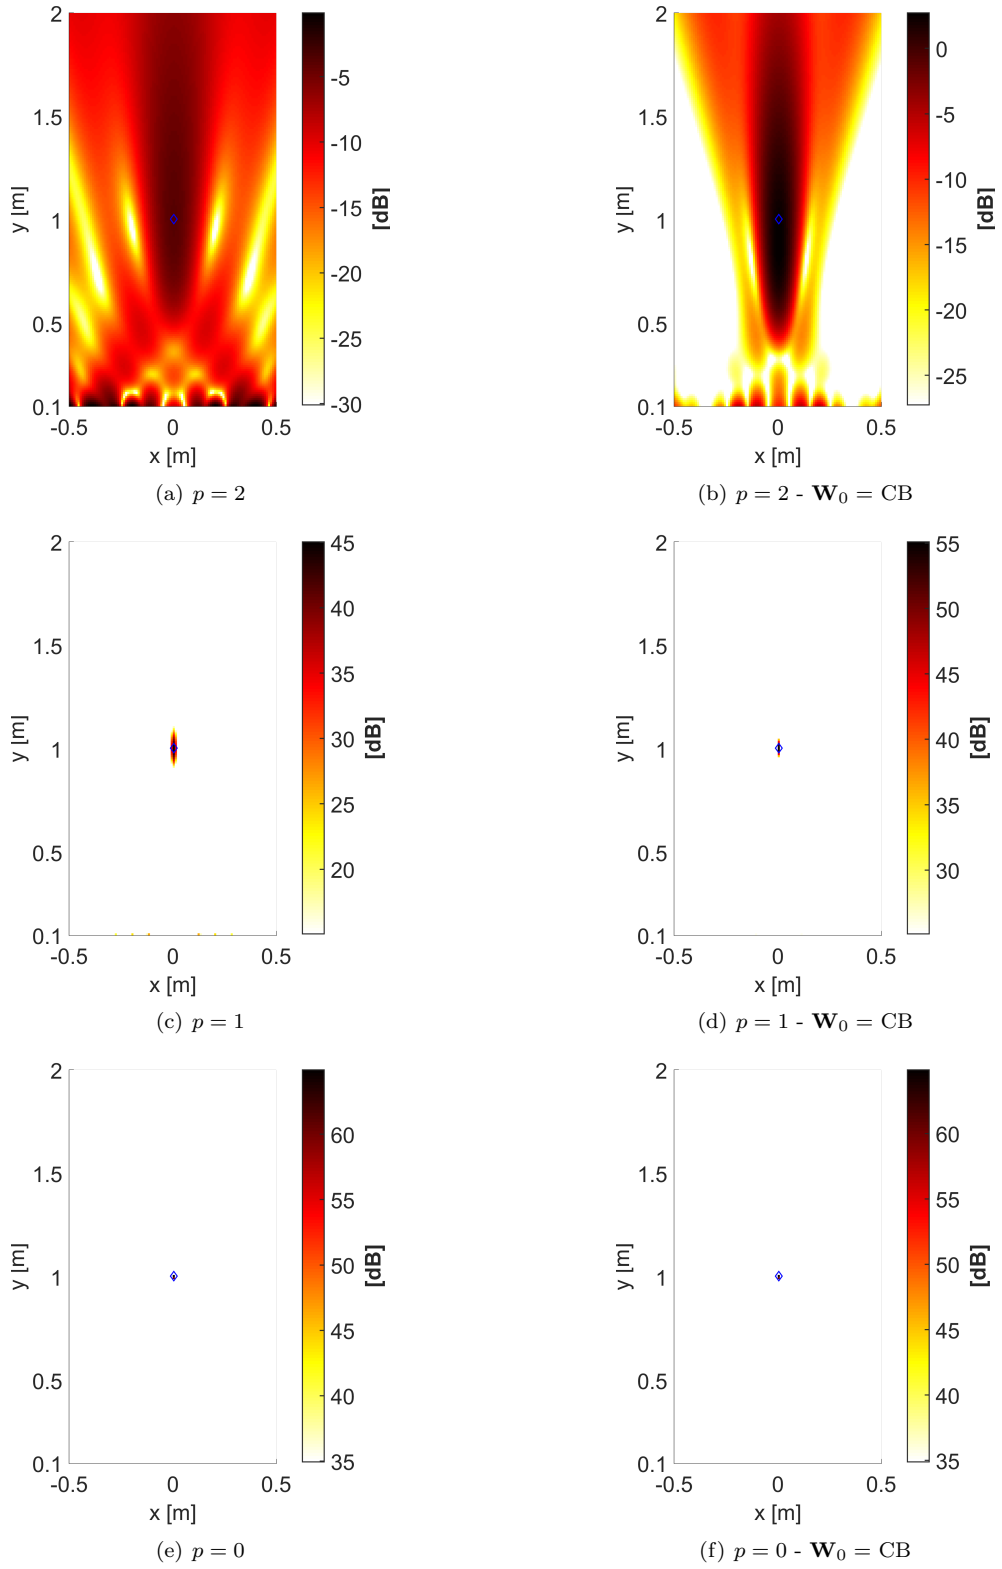 2
1.5
1
0.5
0.1
y [m]
-0.5 0 0.5
x [m]
-5
-10
-15
-20
-25
-30
[dB]
(a) p = 2
2
1.5
1
0.5
0.1
y [m]
-0.5 0 0.5
x [m]
0
-5
-10
-15
-20
-25
[dB]
(b) p = 2 - W₀ = CB
2
1.5
1
0.5
0.1
y [m]
-0.5 0 0.5
x [m]
45
40
35
30
25
20
[dB]
(c) p = 1
2
1.5
1
0.5
0.1
y [m]
-0.5 0 0.5
x [m]
55
50
45
40
35
30
[dB]
(d) p = 1 - W₀ = CB
2
1.5
1
0.5
0.1
y [m]
-0.5 0 0.5
x [m]
60
55
50
45
40
35
[dB]
(e) p = 0
2
1.5
1
0.5
0.1
y [m]
-0.5 0 0.5
x [m]
60
55
50
45
40
35
[dB]
(f) p = 0 - W₀ = CB